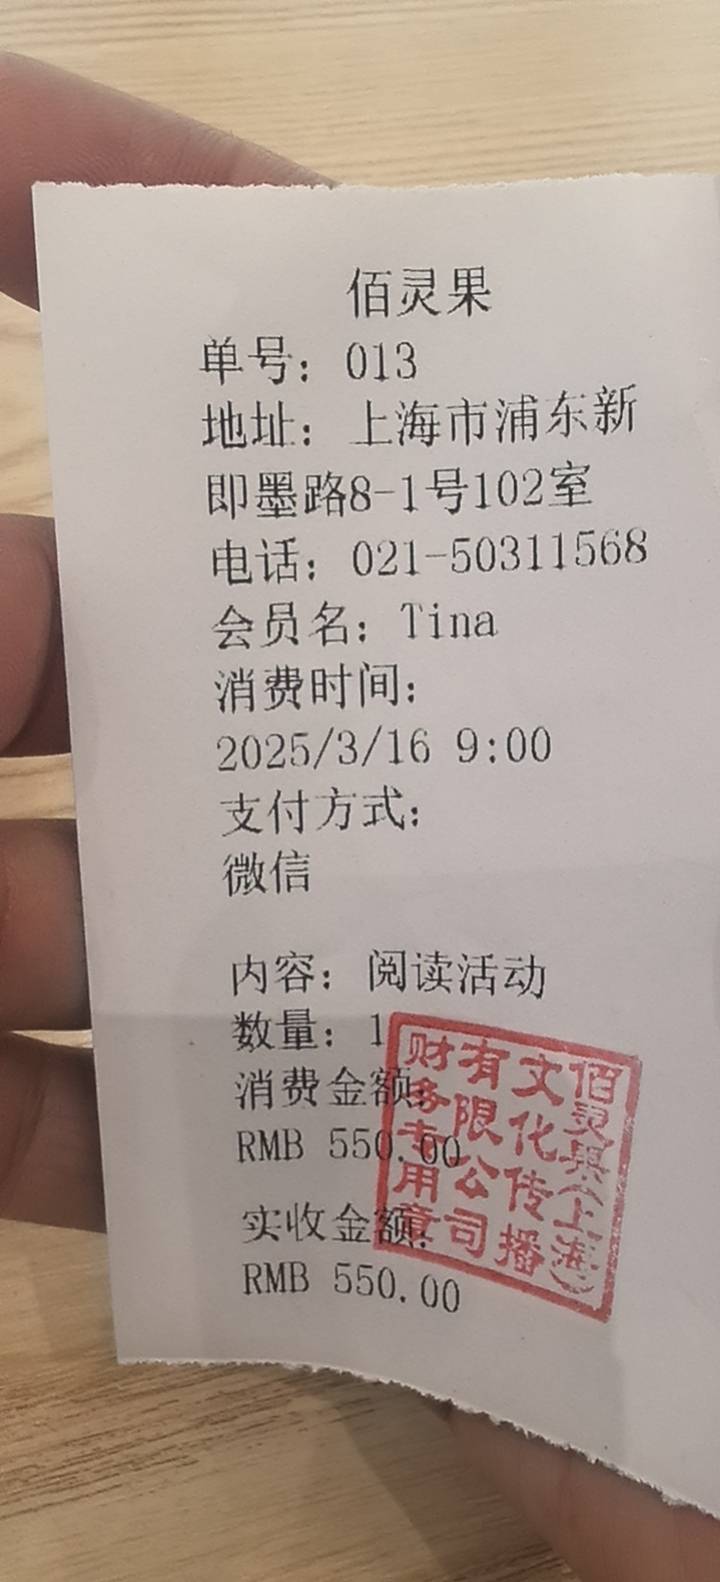 佰灵果
单号：013
地址：上海市浦东新
即墨路8-1号102室
电话：021-50311568
会员名：Tina
消费时间：
2025/3/16 9:00
支付方式：
微信
内容：阅读活动
数量：1
消费金额：
RMB 550.00
实收金额：
RMB 550.00
佰灵果（上海）
文化传播
有限公司
财务专用章